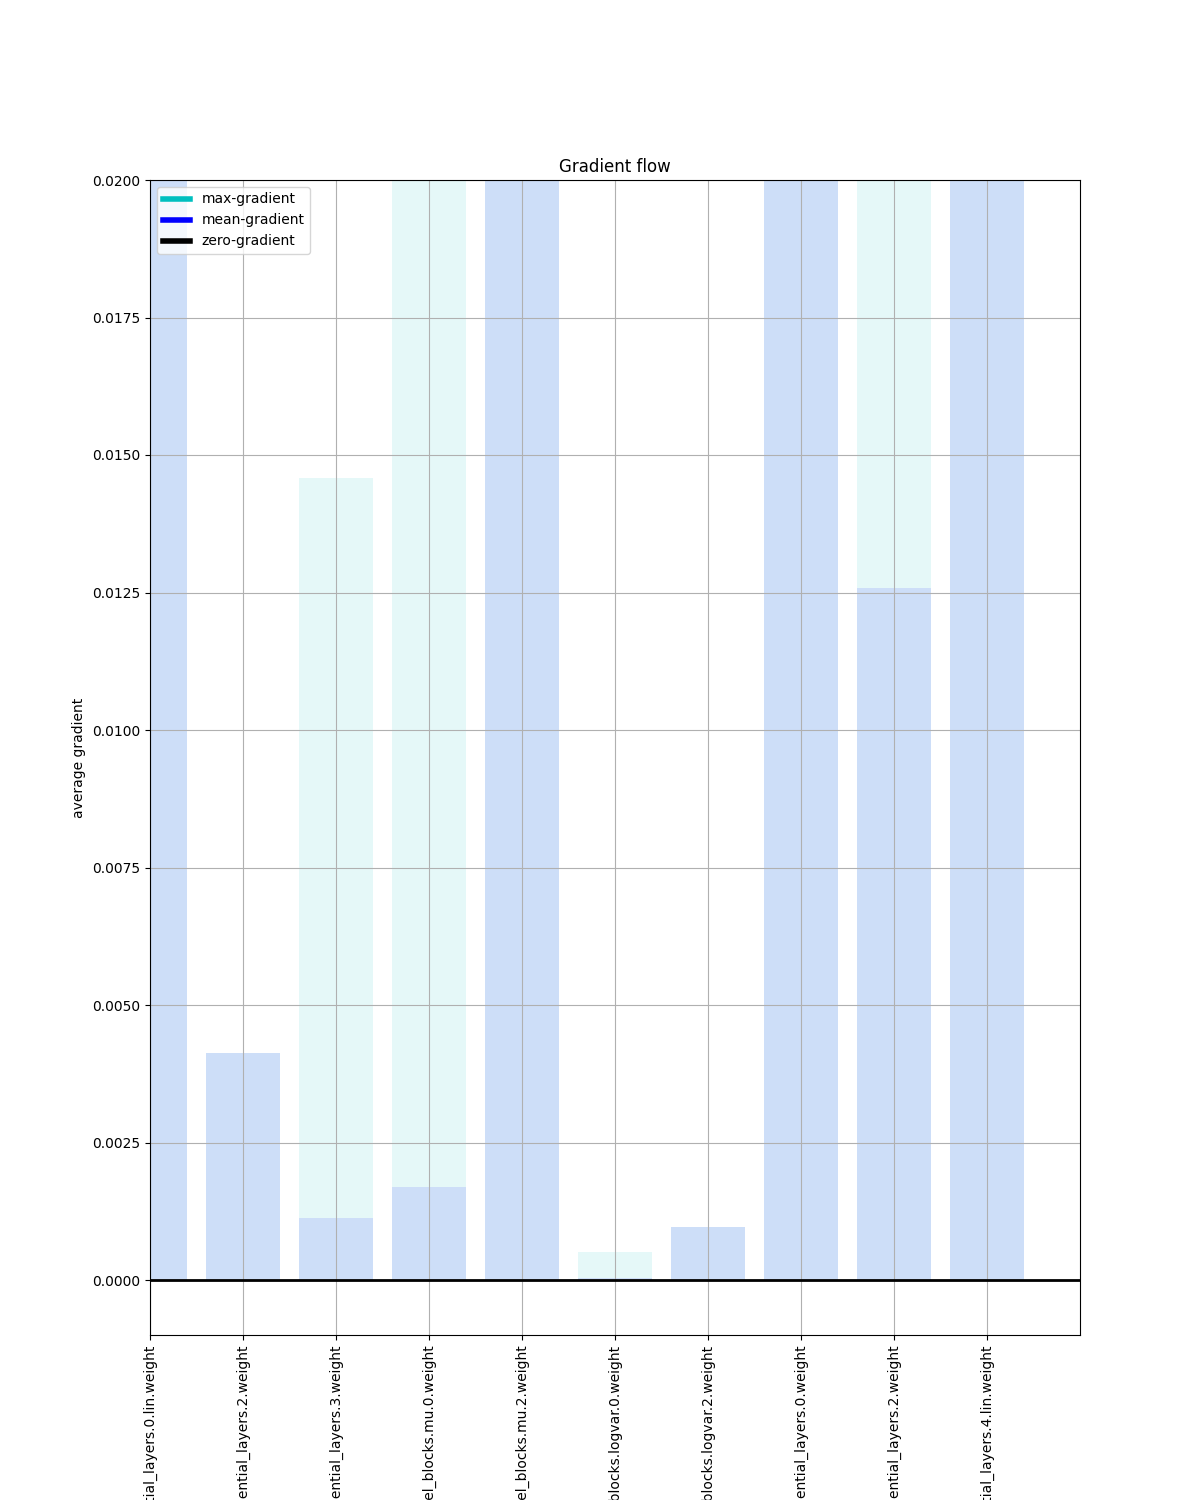 Gradient flow
max-gradient
mean-gradient
zero-gradient
0.0200
0.0175
0.0150
0.0125
0.0100
0.0075
0.0050
0.0025
0.0000
average gradient
tial_layers.0.lin.weight
ential_layers.2.weight
ential_layers.3.weight
el_blocks.mu.0.weight
el_blocks.mu.2.weight
blocks.logvar.0.weight
blocks.logvar.2.weight
ential_layers.0.weight
ential_layers.2.weight
tial_layers.4.lin.weight